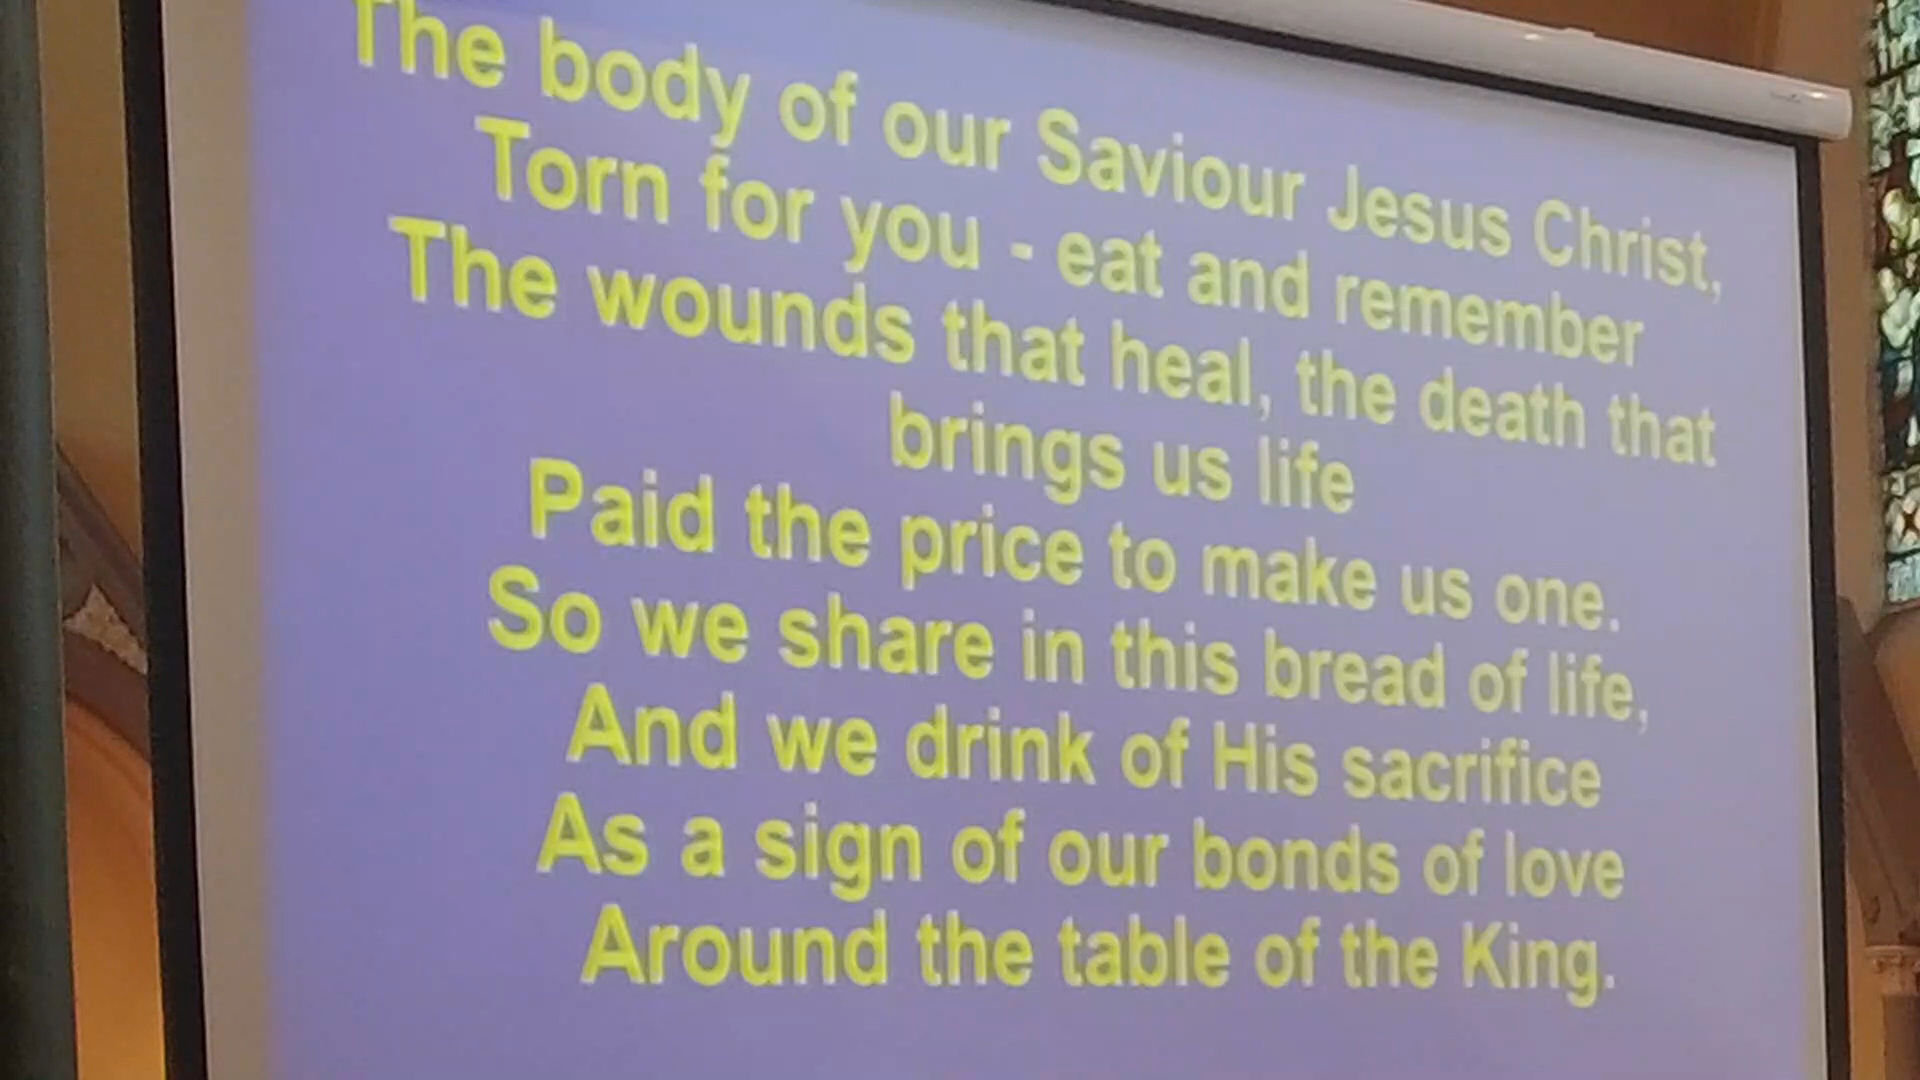 The body of our Saviour Jesus Christ,
Torn for you - eat and remember
The wounds that heal, the death that
brings us life
Paid the price to make us one.
So we share in this bread of life,
And we drink of His sacrifice
As a sign of our bonds of love
Around the table of the King.